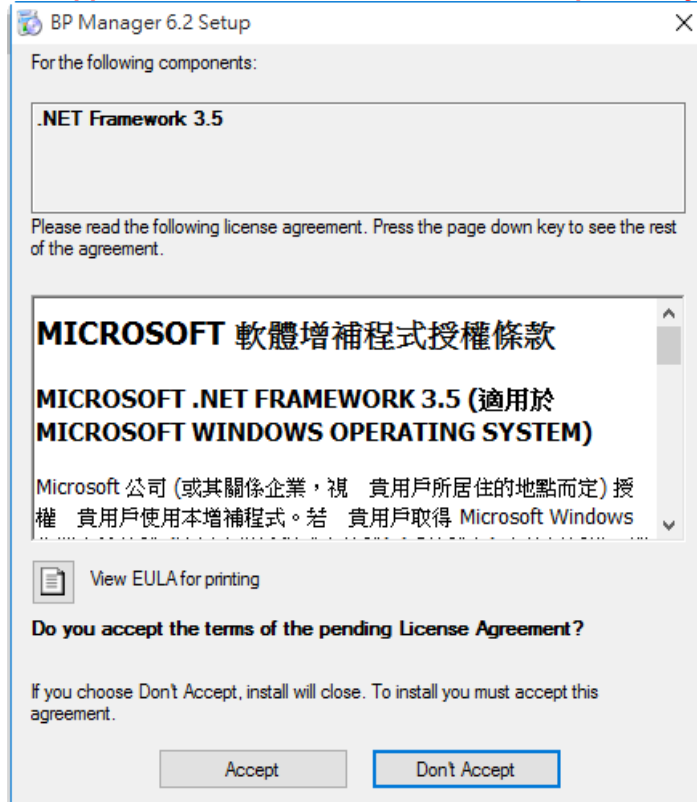 BP Manager 6.2 Setup
For the following components:
.NET Framework 3.5
Please read the following license agreement. Press the page down key to see the rest
of the agreement.
MICROSOFT 軟體增補程式授權條款
MICROSOFT .NET FRAMEWORK 3.5 (適用於
MICROSOFT WINDOWS OPERATING SYSTEM)
Microsoft 公司 (或其關係企業，視　貴用戶所居住的地點而定) 授
權　貴用戶使用本增補程式。若　貴用戶取得 Microsoft Windows
View EULA for printing
Do you accept the terms of the pending License Agreement?
If you choose Don't Accept, install will close. To install you must accept this
agreement.
Accept
Don't Accept